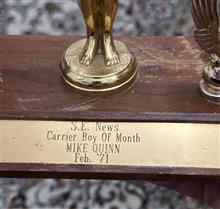 S.E. News
Carrier Boy Of Month
MIKE QUINN
Feb. '71